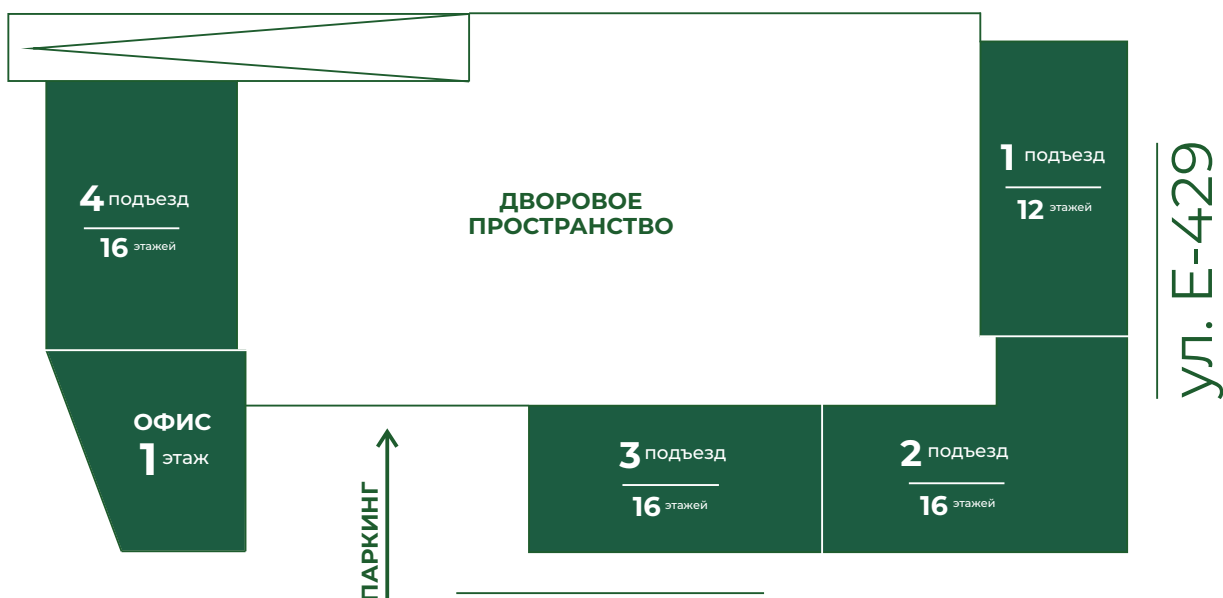 1 подъезд
12 этажей
4 подъезд
16 этажей
ДВОРОВОЕ
ПРОСТРАНСТВО
ул. Е-429
ОФИС
1 этаж
3 подъезд
16 этажей
2 подъезд
16 этажей
ПАРКИНГ